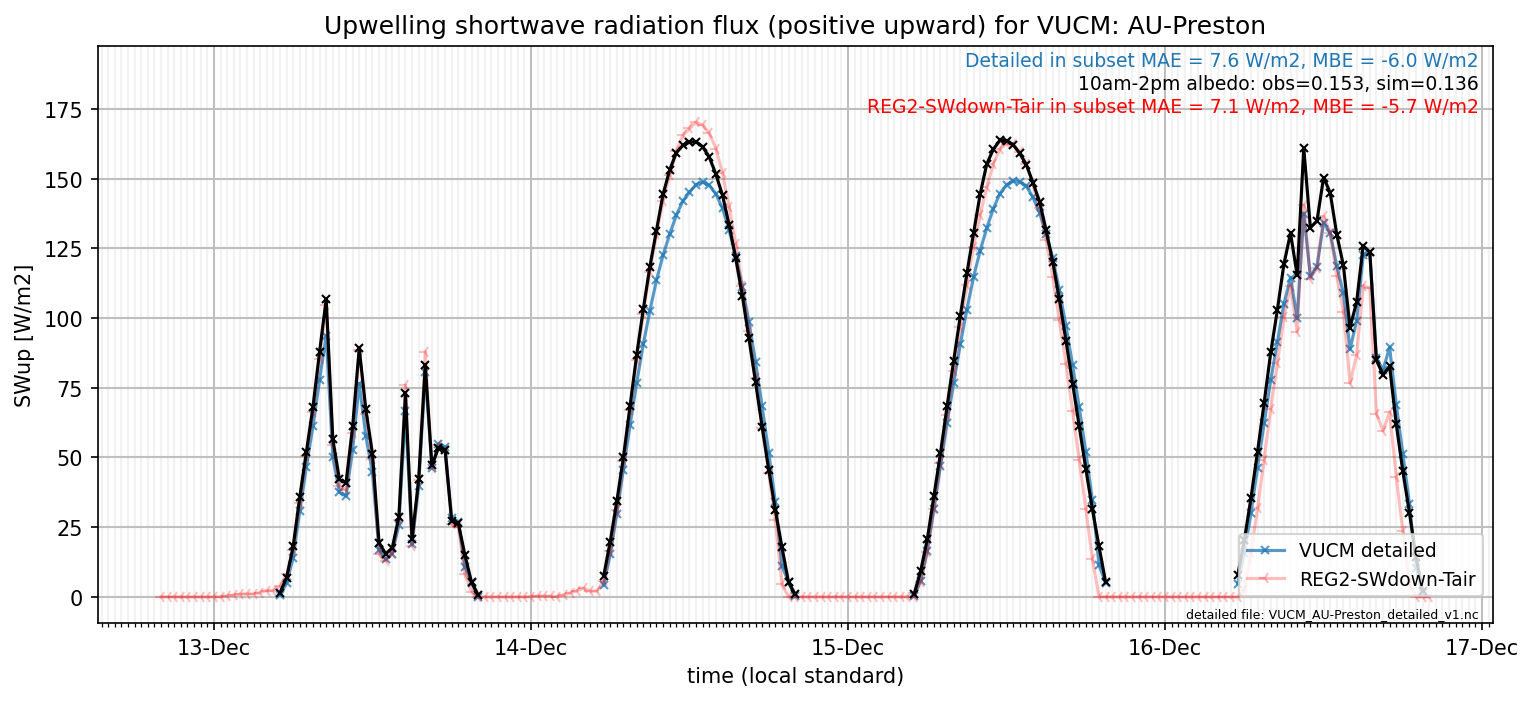 Upwelling shortwave radiation flux (positive upward) for VUCM: AU-Preston
Detailed in subset MAE = 7.6 W/m2, MBE = -6.0 W/m2
10am-2pm albedo: obs=0.153, sim=0.136
REG2-SWdown-Tair in subset MAE = 7.1 W/m2, MBE = -5.7 W/m2
SWup [W/m2]
175
150
125
100
75
50
25
0
VUCM detailed
REG2-SWdown-Tair
detailed file: VUCM_AU-Preston_detailed_v1.nc
13-Dec
14-Dec
15-Dec
16-Dec
17-Dec
time (local standard)